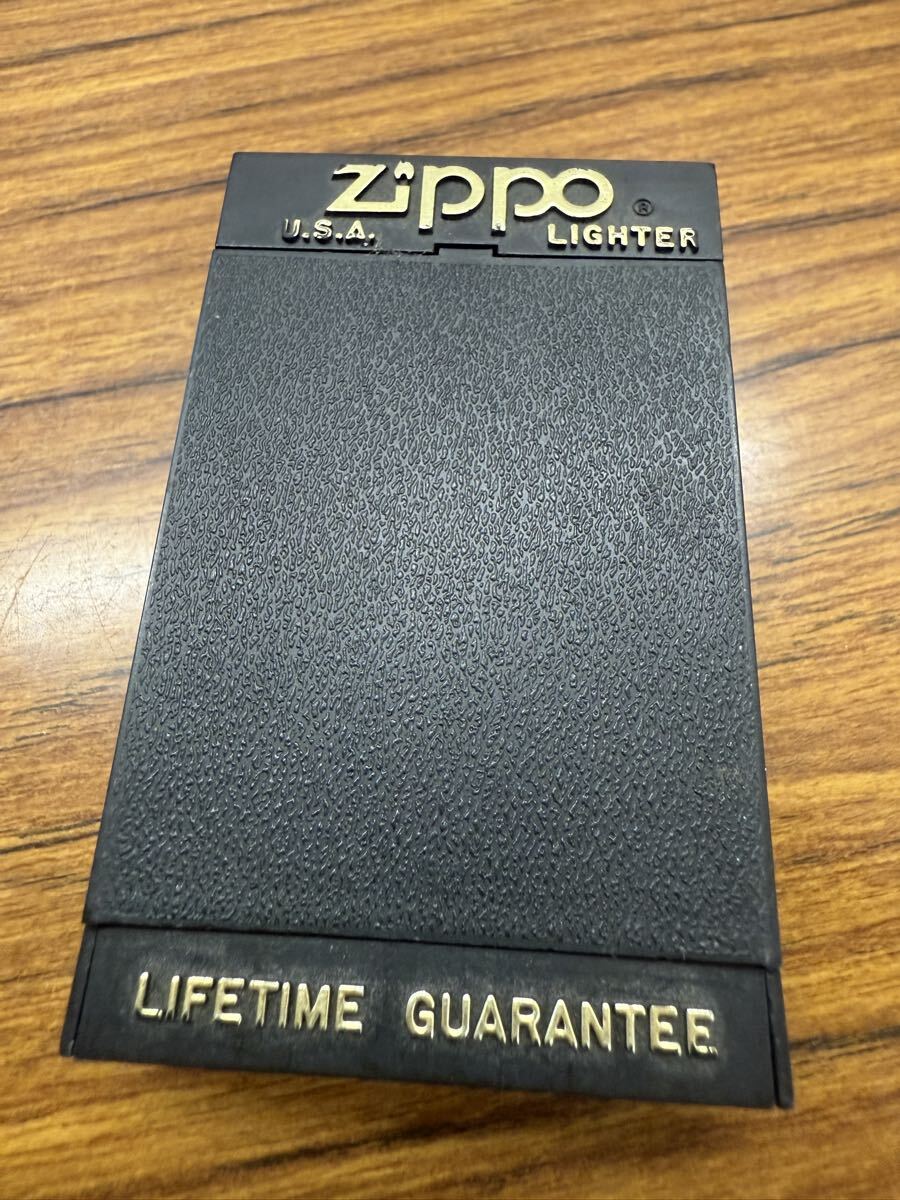 zippo ®
U.S.A. LIGHTER
LIFETIME GUARANTEE